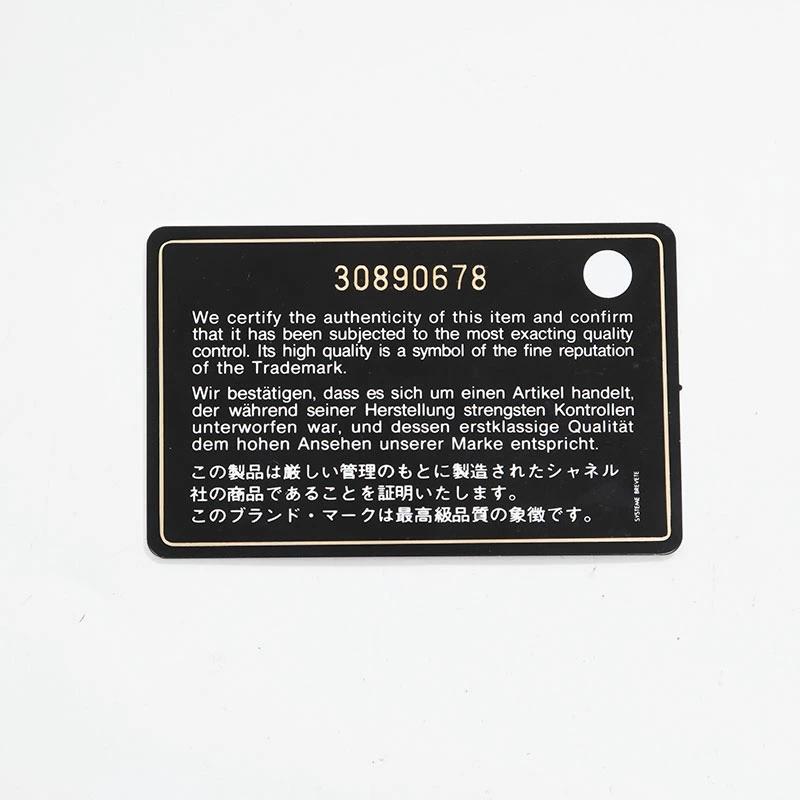 30890678
We certify the authenticity of this item and confirm
that it has been subjected to the most exacting quality
control. Its high quality is a symbol of the fine reputation
of the Trademark.
Wir bestätigen, dass es sich um einen Artikel handelt,
der während seiner Herstellung strengsten Kontrollen
unterworfen war, und dessen erstklassige Qualität
dem hohen Ansehen unserer Marke entspricht.
この製品は厳しい管理のもとに製造されたシャネル
社の商品であることを証明いたします。
このブランド・マークは最高級品質の象徴です。
SYSTEME BREVETE